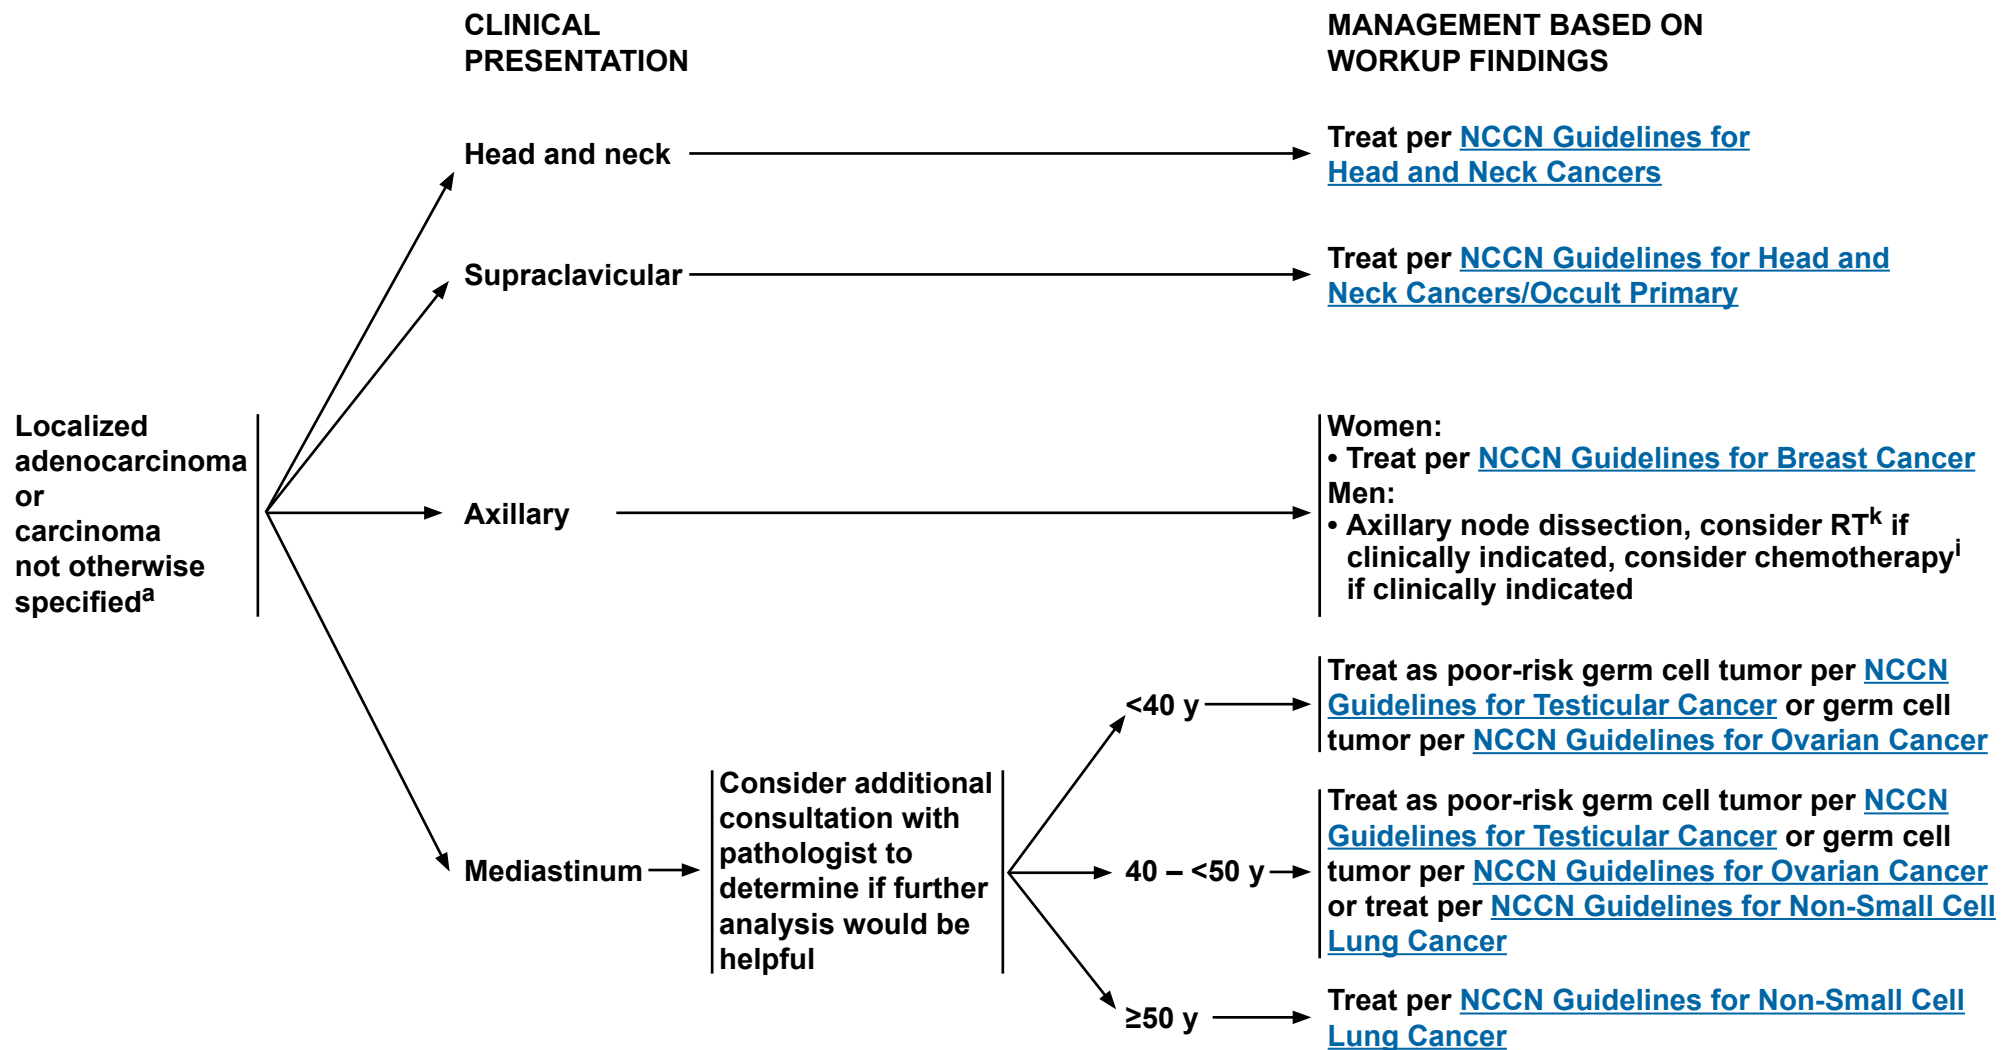 CLINICAL
PRESENTATION
MANAGEMENT BASED ON
WORKUP FINDINGS
Localized
adenocarcinoma
or
carcinoma
not otherwise
specifiedᵃ
Head and neck
Treat per NCCN Guidelines for
Head and Neck Cancers
Supraclavicular
Treat per NCCN Guidelines for Head and
Neck Cancers/Occult Primary
Axillary
Women:
• Treat per NCCN Guidelines for Breast Cancer
Men:
• Axillary node dissection, consider RTᵏ if
clinically indicated, consider chemotherapyⁱ
if clinically indicated
Mediastinum
Consider additional
consultation with
pathologist to
determine if further
analysis would be
helpful
<40 y
Treat as poor-risk germ cell tumor per NCCN
Guidelines for Testicular Cancer or germ cell
tumor per NCCN Guidelines for Ovarian Cancer
40 – <50 y
Treat as poor-risk germ cell tumor per NCCN
Guidelines for Testicular Cancer or germ cell
tumor per NCCN Guidelines for Ovarian Cancer
or treat per NCCN Guidelines for Non-Small Cell
Lung Cancer
≥50 y
Treat per NCCN Guidelines for Non-Small Cell
Lung Cancer